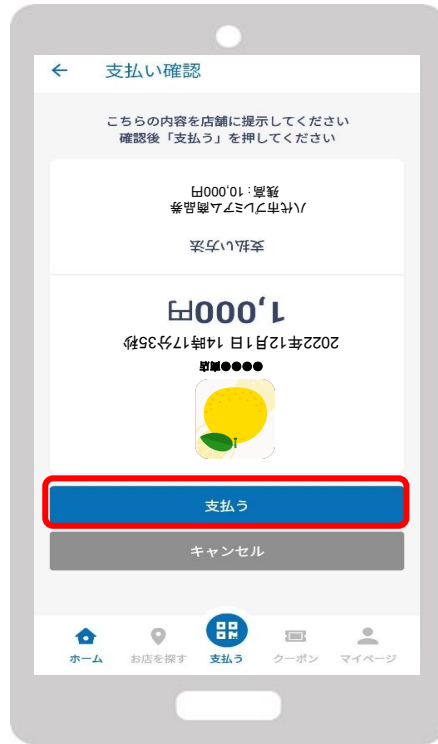 支払い確認
こちらの内容を店舗に提示してください
確認後「支払う」を押してください
●●●●商店
2022年12月1日 14時17分35秒
1,000円
支払い方法
八代市プレミアム商品券
残高：10,000円
支払う
キャンセル
ホーム
お店を探す
支払う
クーポン
マイページ